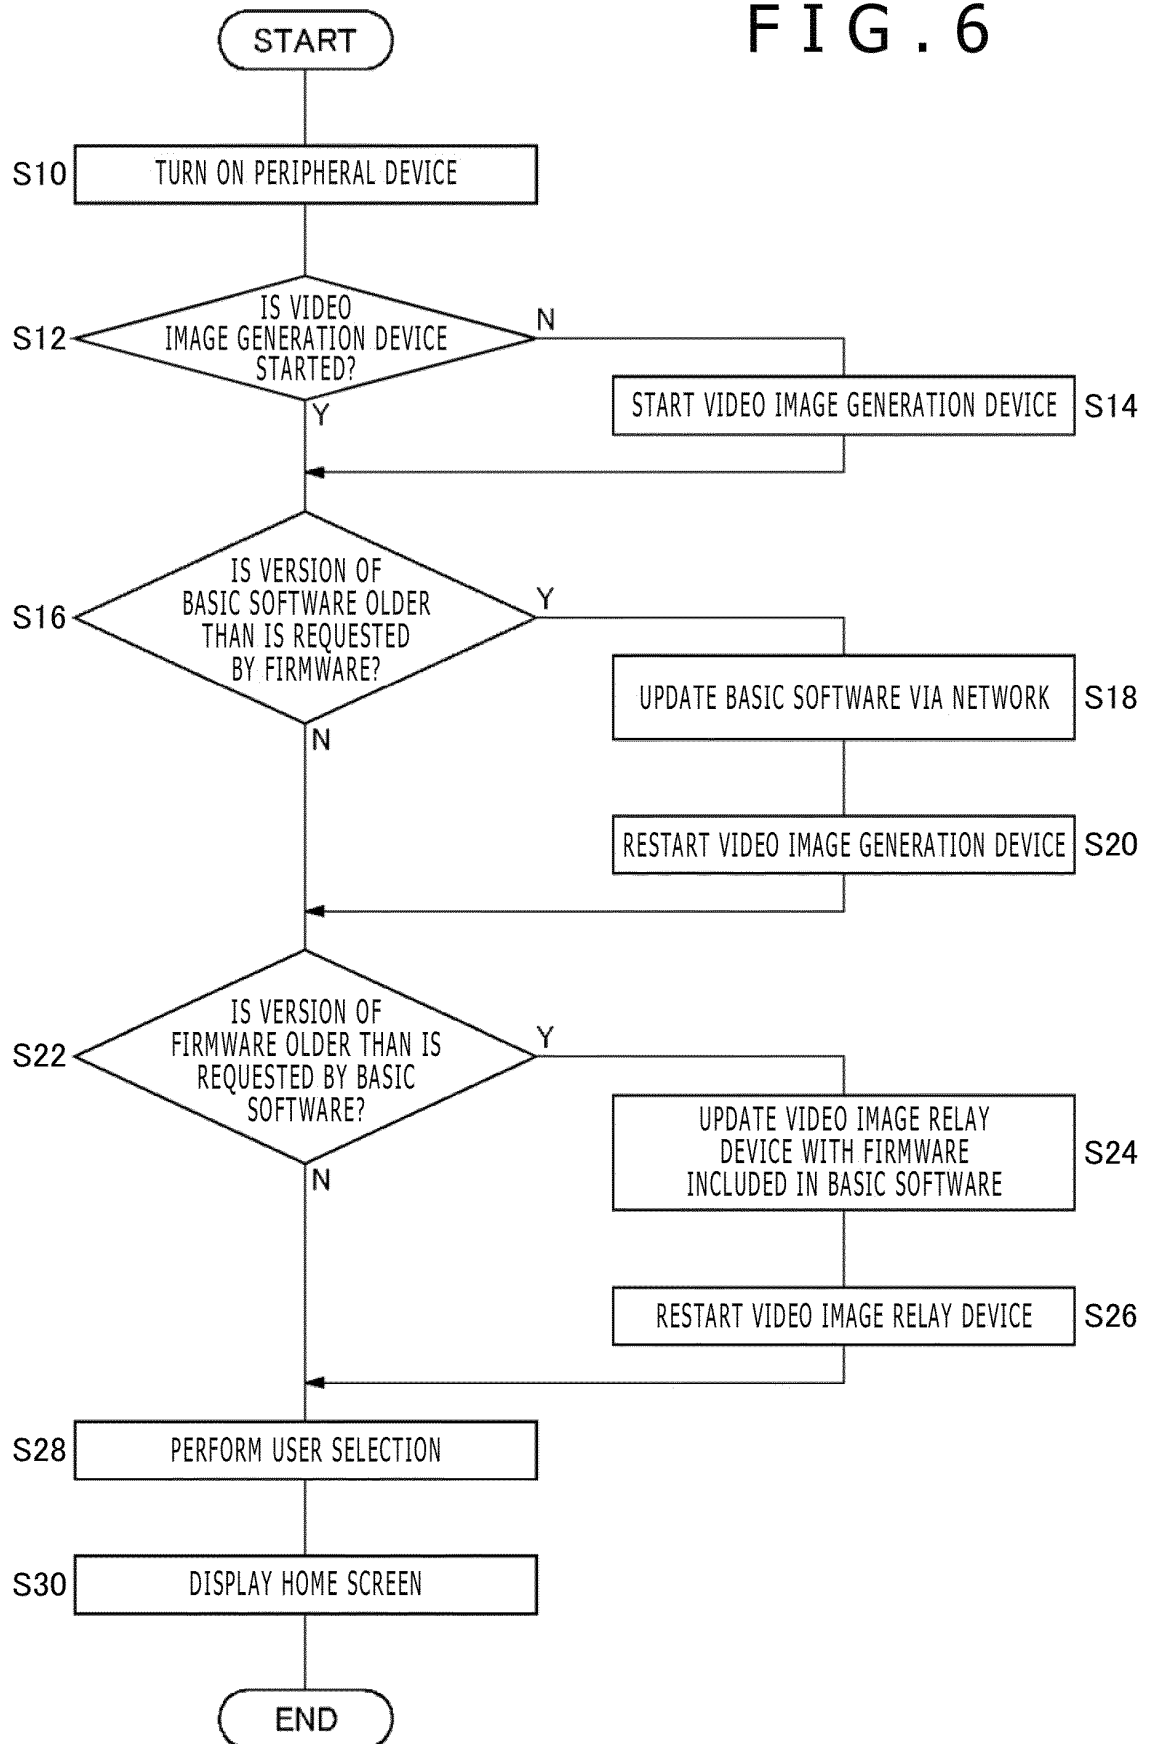 FIG.6
START
S10
TURN ON PERIPHERAL DEVICE
S12
IS VIDEO
IMAGE GENERATION DEVICE
STARTED?
N
Y
START VIDEO IMAGE GENERATION DEVICE
S14
S16
IS VERSION OF
BASIC SOFTWARE OLDER
THAN IS REQUESTED
BY FIRMWARE?
Y
N
UPDATE BASIC SOFTWARE VIA NETWORK
S18
RESTART VIDEO IMAGE GENERATION DEVICE
S20
S22
IS VERSION OF
FIRMWARE OLDER THAN IS
REQUESTED BY BASIC
SOFTWARE?
Y
N
UPDATE VIDEO IMAGE RELAY
DEVICE WITH FIRMWARE
INCLUDED IN BASIC SOFTWARE
S24
RESTART VIDEO IMAGE RELAY DEVICE
S26
S28
PERFORM USER SELECTION
S30
DISPLAY HOME SCREEN
END